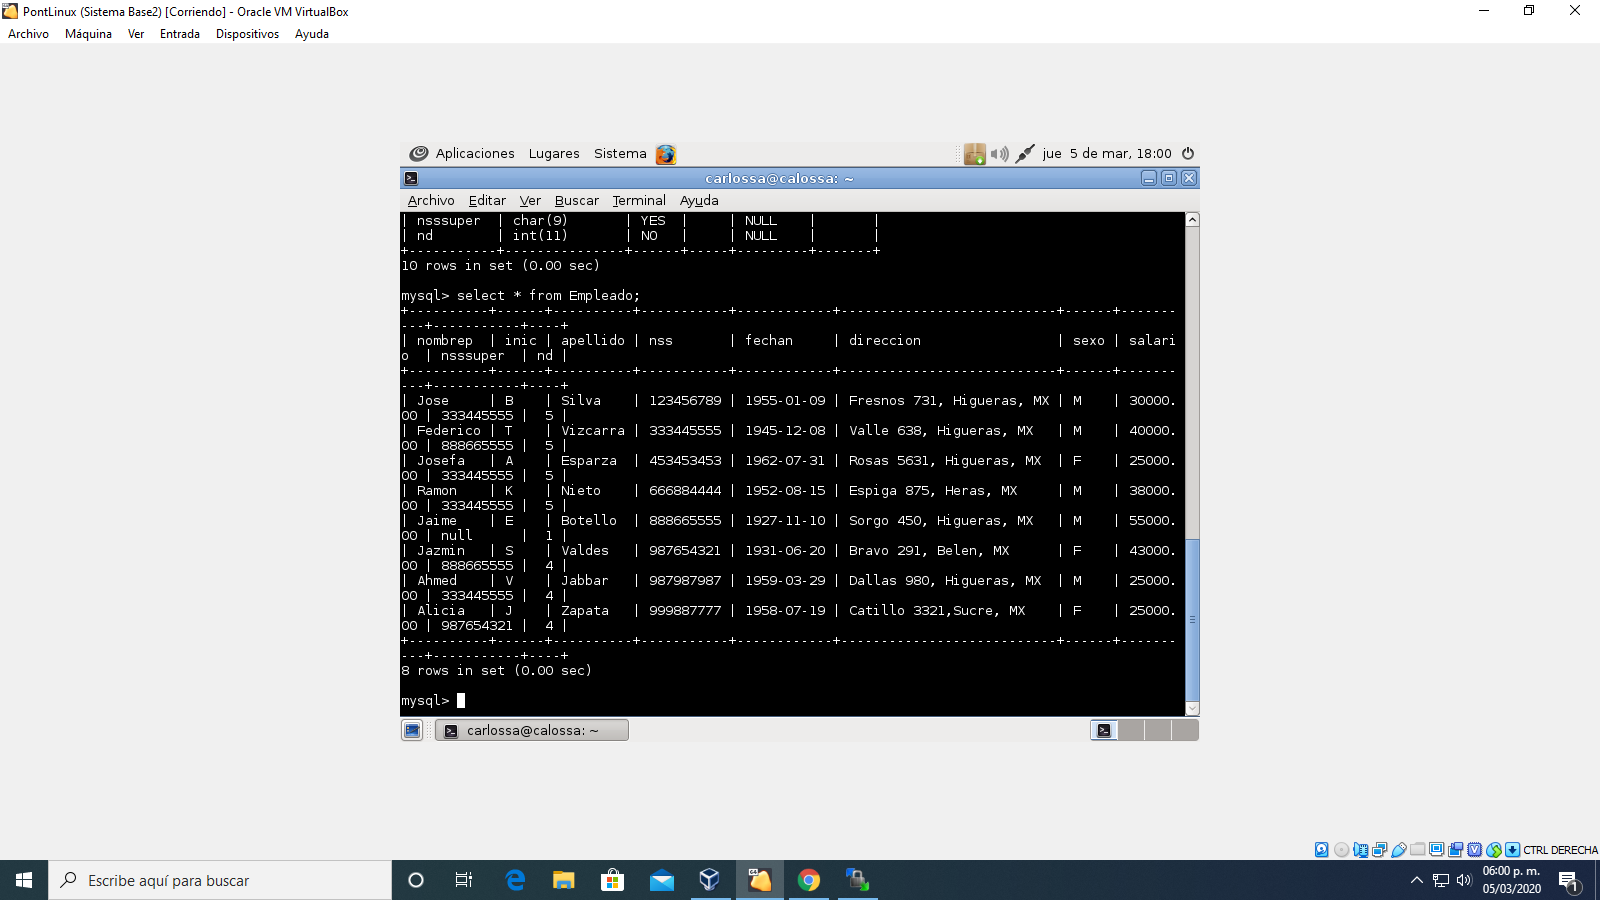 PontLinux (Sistema Base2) [Corriendo] - Oracle VM VirtualBox
Archivo Máquina Ver Entrada Dispositivos Ayuda
Aplicaciones Lugares Sistema jue 5 de mar, 18:00
carlossa@calossa: ~
Archivo Editar Ver Buscar Terminal Ayuda
| nsssuper  | char(9)       | YES  |     | NULL    |       |
| nd        | int(11)       | NO   |     | NULL    |       |
+-----------+---------------+------+-----+---------+-------+
10 rows in set (0.00 sec)
mysql> select * from Empleado;
+----------+------+----------+-----------+------------+---------------------------+------+-------
---+-----------+----+
| nombrep  | inic | apellido | nss       | fechan     | direccion                 | sexo | salari
o  | nsssuper  | nd |
+----------+------+----------+-----------+------------+---------------------------+------+-------
---+-----------+----+
| Jose     | B    | Silva    | 123456789 | 1955-01-09 | Fresnos 731, Higueras, MX | M    | 30000.
00 | 333445555 |  5 |
| Federico | T    | Vizcarra | 333445555 | 1945-12-08 | Valle 638, Higueras, MX   | M    | 40000.
00 | 888665555 |  5 |
| Josefa   | A    | Esparza  | 453453453 | 1962-07-31 | Rosas 5631, Higueras, MX  | F    | 25000.
00 | 333445555 |  5 |
| Ramon    | K    | Nieto    | 666884444 | 1952-08-15 | Espiga 875, Heras, MX     | M    | 38000.
00 | 333445555 |  5 |
| Jaime    | E    | Botello  | 888665555 | 1927-11-10 | Sorgo 450, Higueras, MX   | M    | 55000.
00 | null      |  1 |
| Jazmin   | S    | Valdes   | 987654321 | 1931-06-20 | Bravo 291, Belen, MX      | F    | 43000.
00 | 888665555 |  4 |
| Ahmed    | V    | Jabbar   | 987987987 | 1959-03-29 | Dallas 980, Higueras, MX  | M    | 25000.
00 | 333445555 |  4 |
| Alicia   | J    | Zapata   | 999887777 | 1958-07-19 | Catillo 3321,Sucre, MX    | F    | 25000.
00 | 987654321 |  4 |
+----------+------+----------+-----------+------------+---------------------------+------+-------
---+-----------+----+
8 rows in set (0.00 sec)
mysql>
carlossa@calossa: ~
CTRL DERECHA
Escribe aquí para buscar
06:00 p. m.
05/03/2020
1